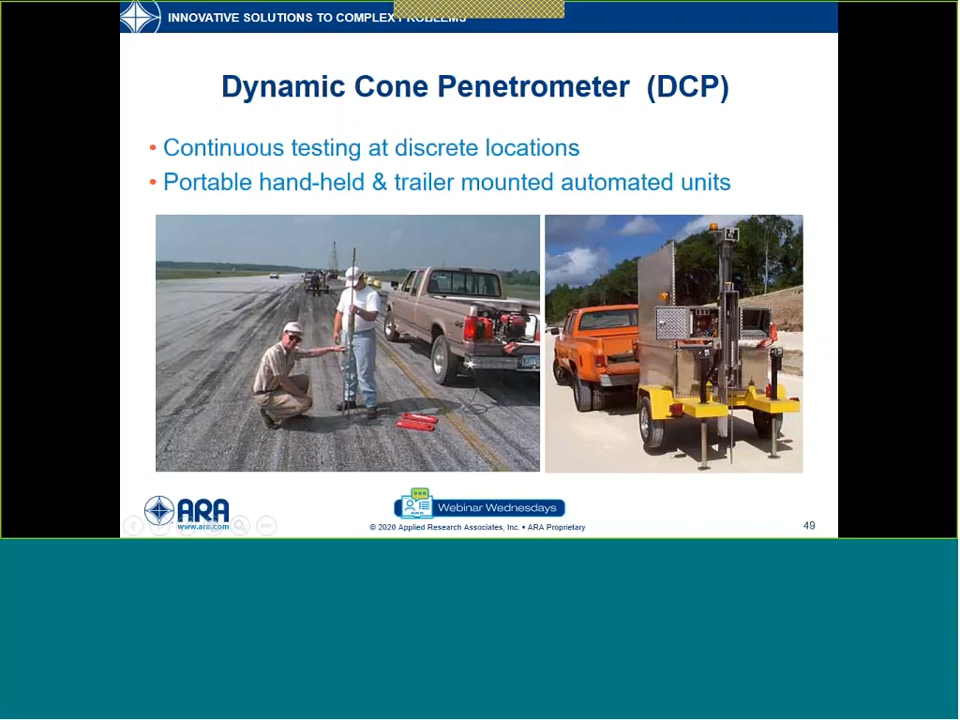 INNOVATIVE SOLUTIONS TO COMPLEX PROBLEMS
Dynamic Cone Penetrometer (DCP)
• Continuous testing at discrete locations
• Portable hand-held & trailer mounted automated units
ARA
www.ara.com
Webinar Wednesdays
© 2020 Applied Research Associates, Inc. • ARA Proprietary
49